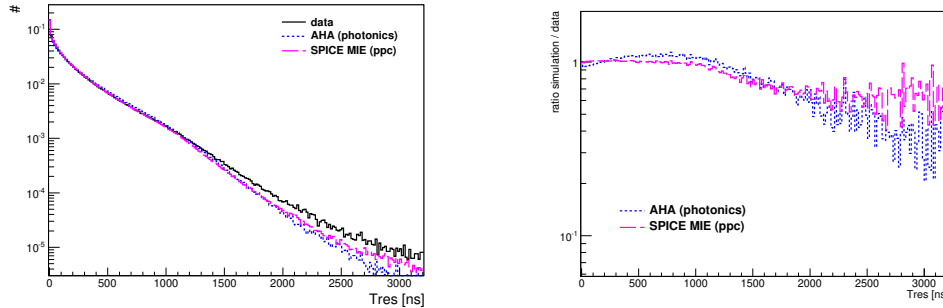 #
data
AHA (photonics)
SPICE MIE (ppc)
10-1
10-2
10-3
10-4
10-5
0 500 1000 1500 2000 2500 3000
Tres [ns]
ratio simulation / data
1
10-1
AHA (photonics)
SPICE MIE (ppc)
0 500 1000 1500 2000 2500 3000
Tres [ns